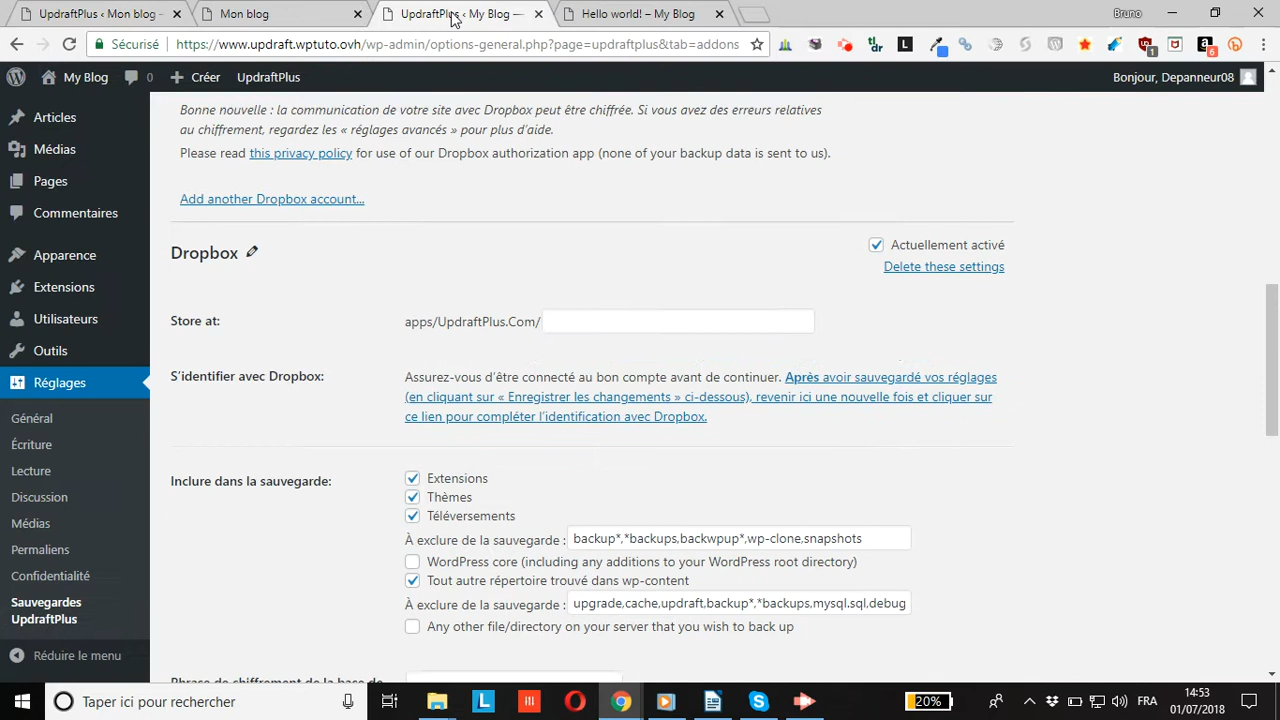 UpdraftPlus ‹ Mon blog –
Mon blog
UpdraftPlus ‹ My Blog —
Hello world! – My Blog
Bruno
Sécurisé
https://www.updraft.wptuto.ovh/wp-admin/options-general.php?page=updraftplus&tab=addons
1
6
My Blog
0
Créer
UpdraftPlus
Bonjour, Depanneur08
Articles
Médias
Pages
Commentaires
Apparence
Extensions
Utilisateurs
Outils
Réglages
Général
Écriture
Lecture
Discussion
Médias
Permaliens
Confidentialité
Sauvegardes
UpdraftPlus
Réduire le menu
Bonne nouvelle : la communication de votre site avec Dropbox peut être chiffrée. Si vous avez des erreurs relatives
au chiffrement, regardez les « réglages avancés » pour plus d'aide.
Please read this privacy policy for use of our Dropbox authorization app (none of your backup data is sent to us).
Add another Dropbox account...
Dropbox
Actuellement activé
Delete these settings
Store at:
apps/UpdraftPlus.Com/
S'identifier avec Dropbox:
Assurez-vous d'être connecté au bon compte avant de continuer. Après avoir sauvegardé vos réglages
(en cliquant sur « Enregistrer les changements » ci-dessous), revenir ici une nouvelle fois et cliquer sur
ce lien pour compléter l'identification avec Dropbox.
Inclure dans la sauvegarde:
Extensions
Thèmes
Téléversements
À exclure de la sauvegarde : backup*,*backups,backwpup*,wp-clone,snapshots
WordPress core (including any additions to your WordPress root directory)
Tout autre répertoire trouvé dans wp-content
À exclure de la sauvegarde : upgrade,cache,updraft,backup*,*backups,mysql.sql,debug
Any other file/directory on your server that you wish to back up
Phrase de chiffrement de la base de
Taper ici pour rechercher
20%
FRA
14:53
01/07/2018